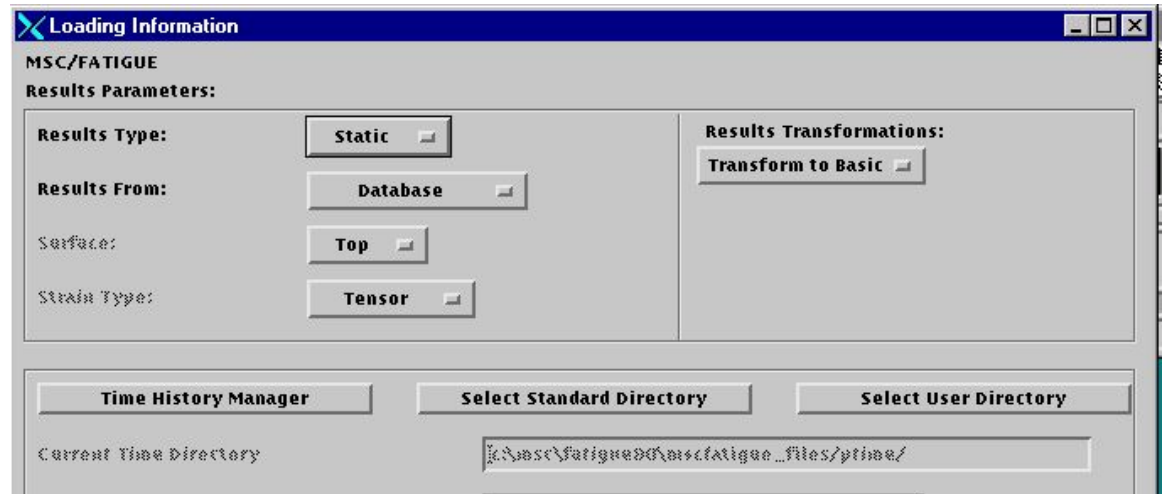 Loading Information
MSC/FATIGUE
Results Parameters:
Results Type: Static
Results Transformations:
Transform to Basic
Results From: Database
Surface: Top
Strain Type: Tensor
Time History Manager Select Standard Directory Select User Directory
Current Time Directory